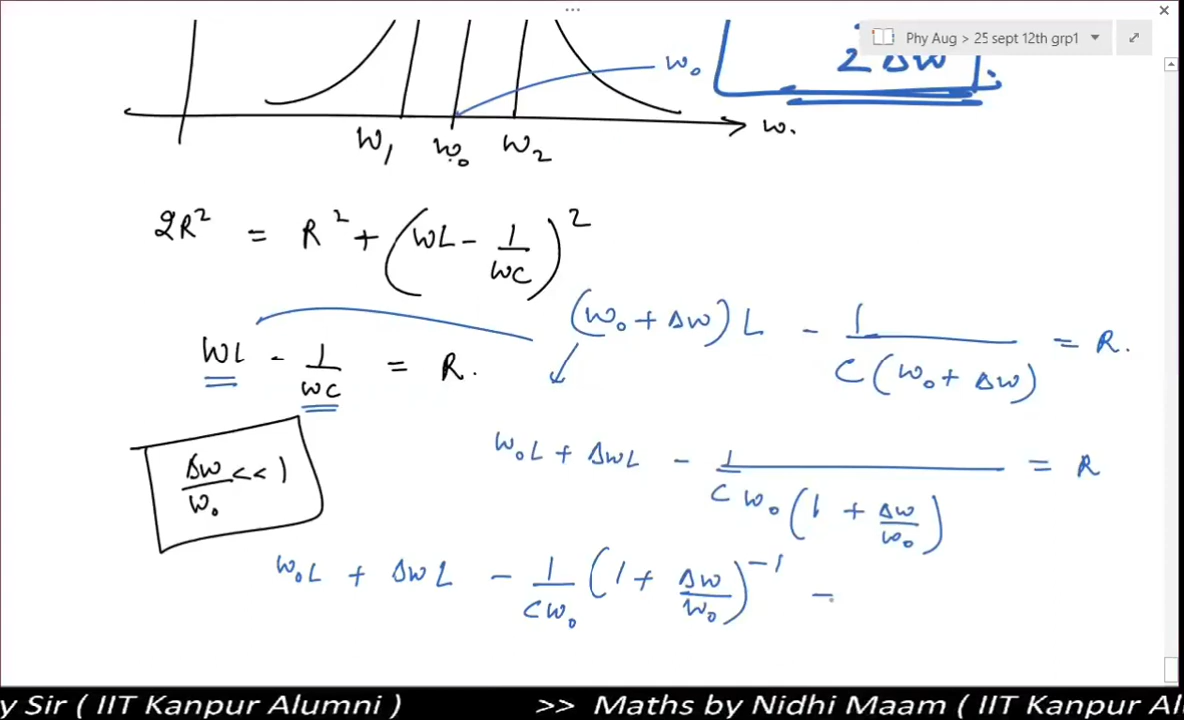 Phy Aug > 25 sept 12th grp1
2 Δω
ω₀
ω₁ ω₀ ω₂ ω.
2R² = R² + (ωL - 1/ωC)²
(ω₀ + Δω) L - 1/C(ω₀ + Δω) = R.
ωL - 1/ωC = R.
ω₀L + ΔωL - 1/Cω₀(1 + Δω/ω₀) = R
Δω/ω₀ << 1
ω₀L + ΔωL - 1/Cω₀ (1 + Δω/ω₀)⁻¹ -
y Sir ( IIT Kanpur Alumni ) >> Maths by Nidhi Maam ( IIT Kanpur Al